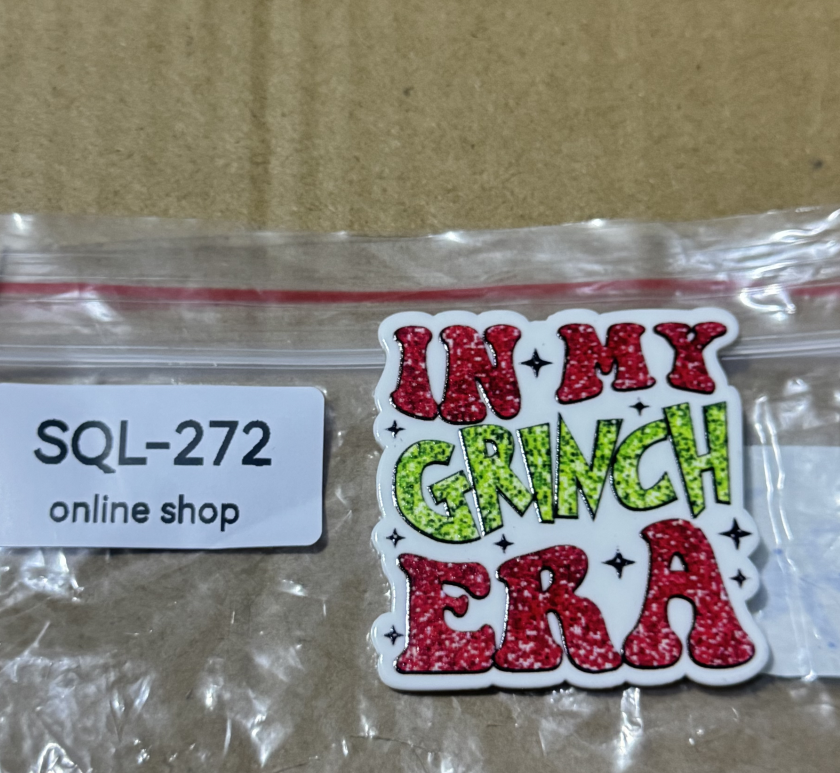 SQL-272
online shop
IN MY
GRINCH
ERA